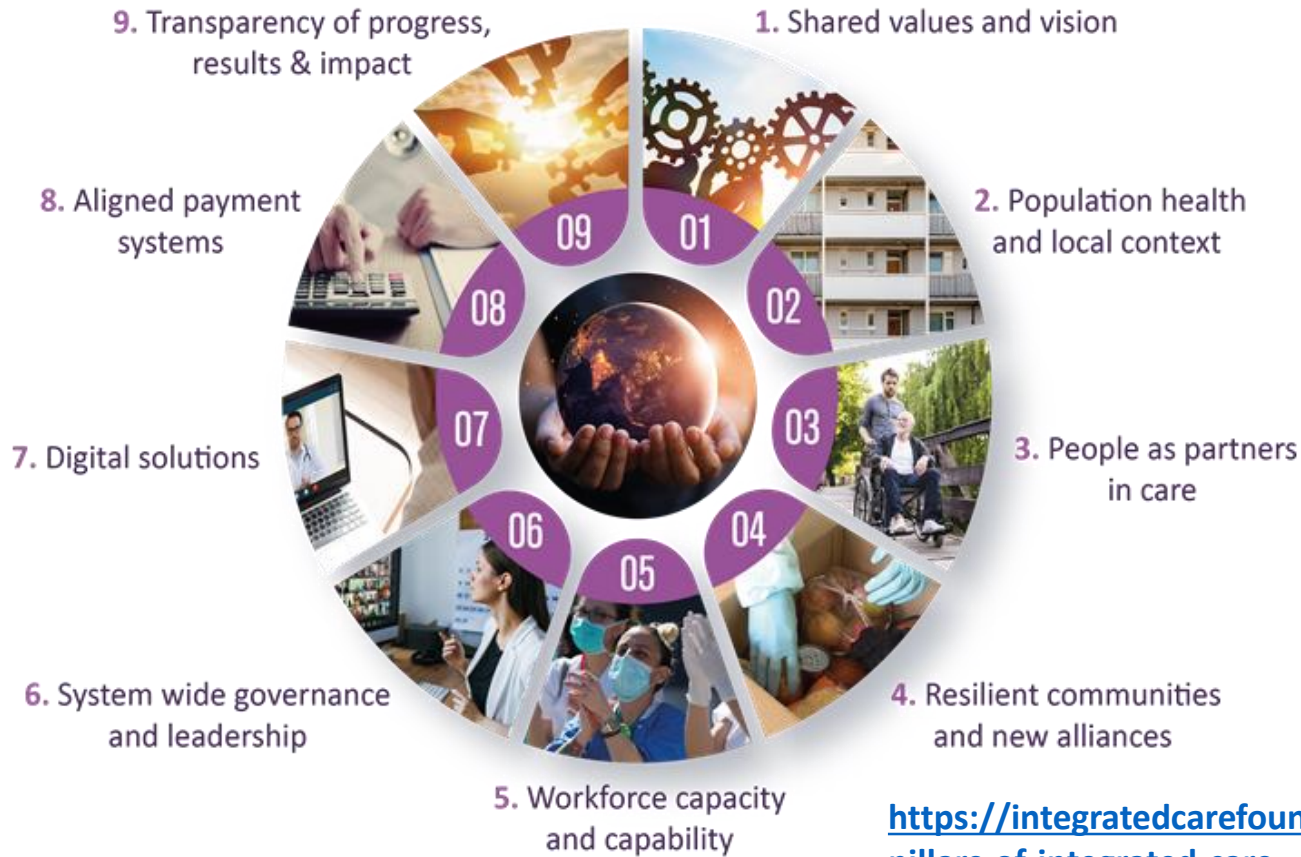 1. Shared values and vision
2. Population health
and local context
3. People as partners
in care
4. Resilient communities
and new alliances
5. Workforce capacity
and capability
6. System wide governance
and leadership
7. Digital solutions
8. Aligned payment
systems
9. Transparency of progress,
results & impact
01
02
03
04
05
06
07
08
09
https://integratedcarefoun